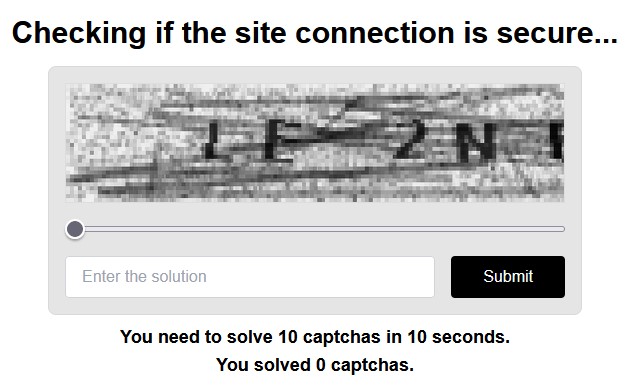 Checking if the site connection is secure...
Enter the solution
Submit
You need to solve 10 captchas in 10 seconds.
You solved 0 captchas.